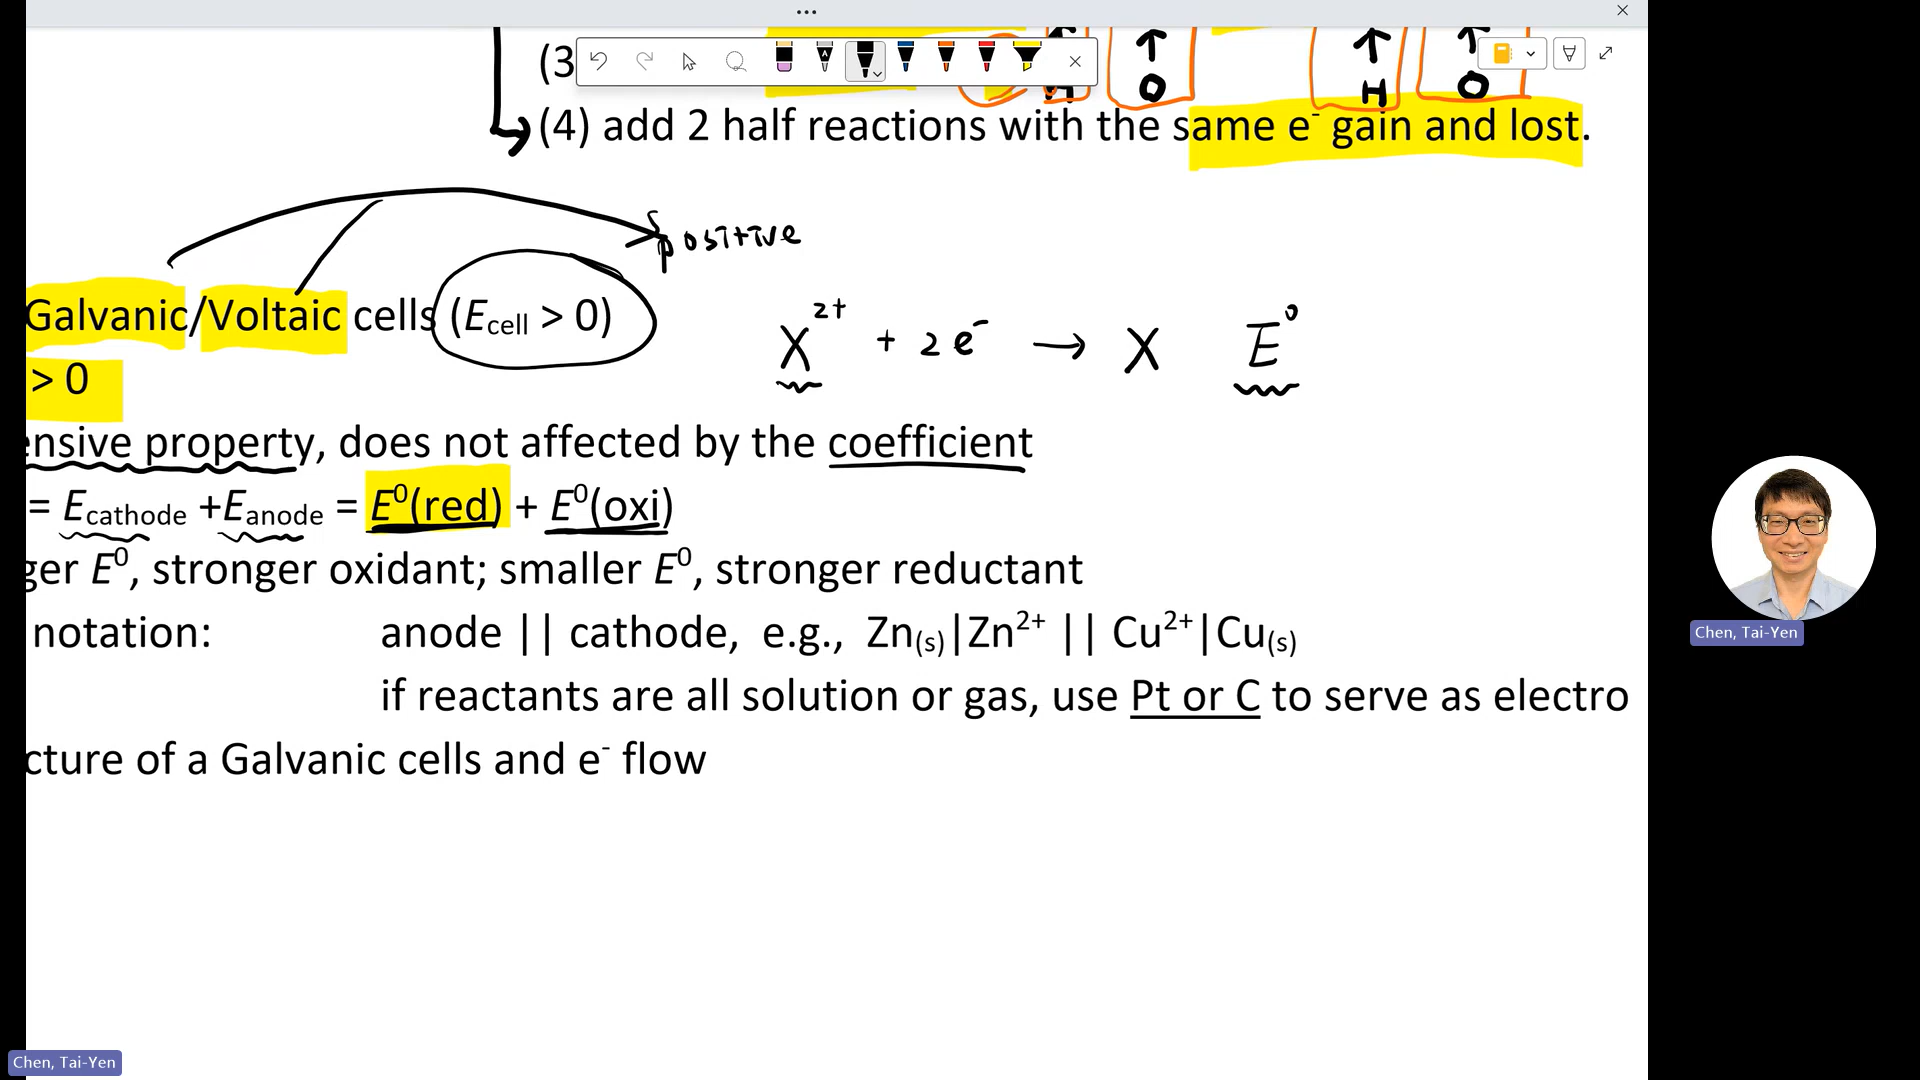 (3
↑ O ↑ H ↑ O
(4) add 2 half reactions with the same e⁻ gain and lost.
positive
Galvanic/Voltaic cells (E_cell > 0)
X²⁺ + 2e⁻ → X E⁰
> 0
ensive property, does not affected by the coefficient
= E_cathode +E_anode = E⁰(red) + E⁰(oxi)
ger E⁰, stronger oxidant; smaller E⁰, stronger reductant
notation: anode || cathode, e.g., Zn₍s₎|Zn²⁺ || Cu²⁺|Cu₍s₎
if reactants are all solution or gas, use Pt or C to serve as electro
cture of a Galvanic cells and e⁻ flow
Chen, Tai-Yen
Chen, Tai-Yen